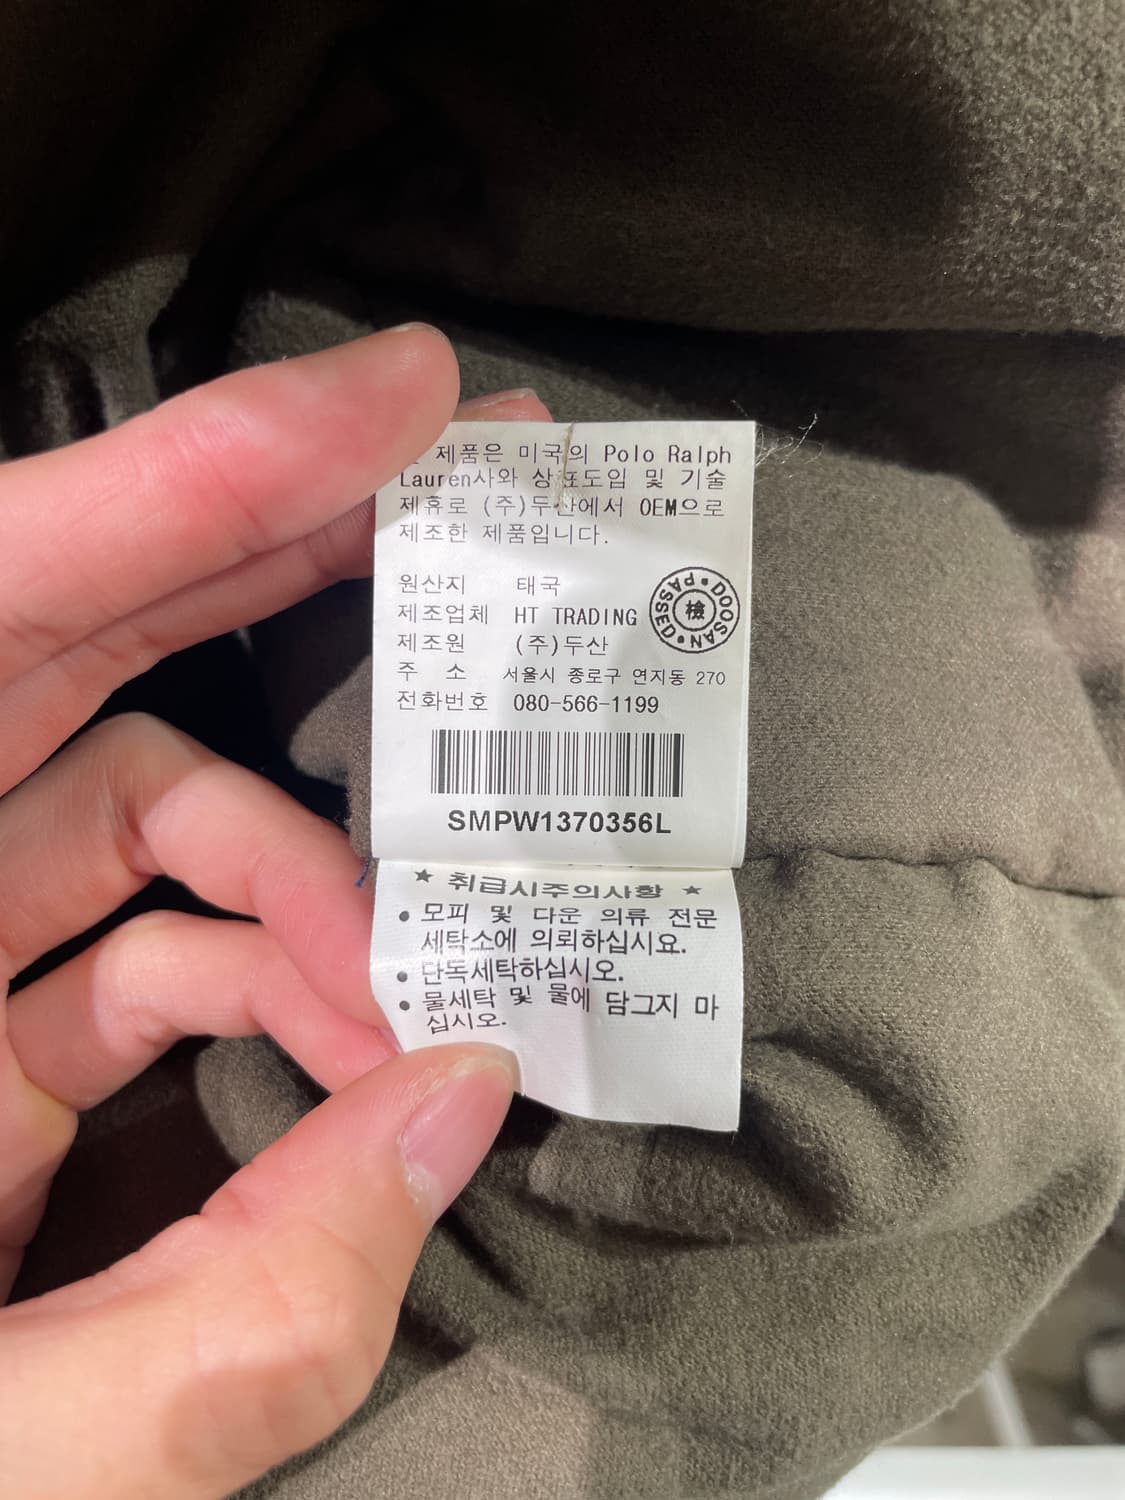 제품은 미국의 Polo Ralph
Lauren사와 상표도입 및 기술
제휴로 (주)두산에서 OEM으로
제조한 제품입니다.
원산지 태국
제조업체 HT TRADING
제조원 (주)두산
주 소 서울시 종로구 연지동 270
전화번호 080-566-1199
DOOSAN • PASSED •
檢
SMPW1370356L
★ 취급시주의사항 ★
• 모피 및 다운 의류 전문
세탁소에 의뢰하십시요.
• 단독세탁하십시오.
• 물세탁 및 물에 담그지 마
십시오.